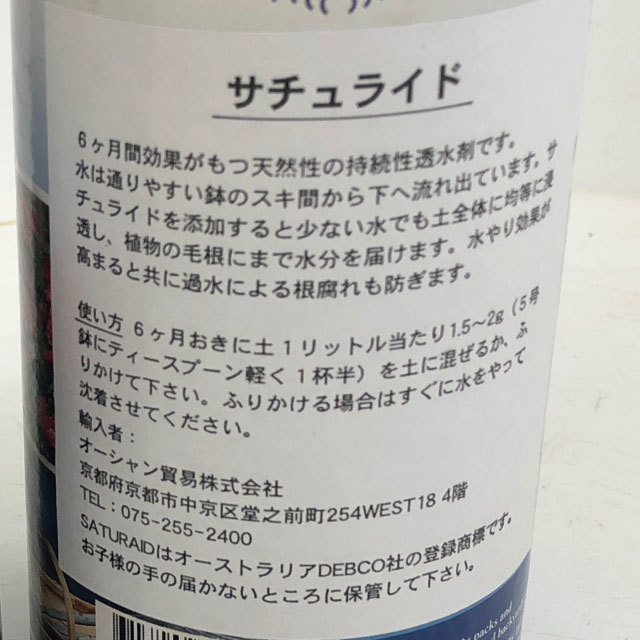 サチュライド
6ヶ月間効果がもつ天然性の持続性透水剤です。
水は通りやすい鉢のスキ間から下へ流れ出ています。サ
チュライドを添加すると少ない水でも土全体に均等に浸
透し、植物の毛根にまで水分を届けます。水やり効果が
高まると共に過水による根腐れも防ぎます。
使い方 6ヶ月おきに土1リットル当たり1.5～2g（5号
鉢にティースプーン軽く1杯半）を土に混ぜるか、ふ
りかけて下さい。ふりかける場合はすぐに水をやって
沈着させてください。
輸入者：
オーシャン貿易株式会社
京都府京都市中京区堂之前町254WEST18 4階
TEL：075-255-2400
SATURAIDはオーストラリアDEBCO社の登録商標です。
お子様の手の届かないところに保管して下さい。
packs and